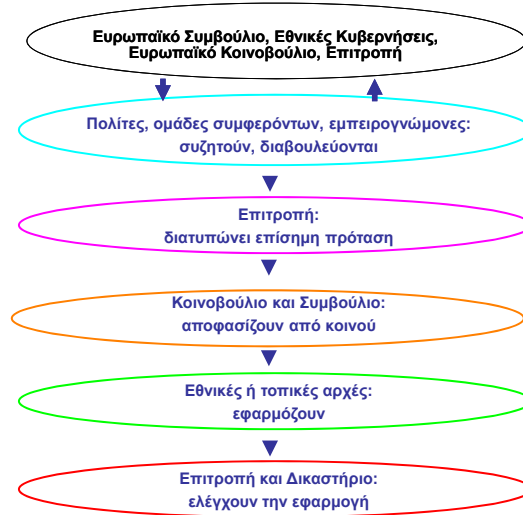 Ευρωπαϊκό Συμβούλιο, Εθνικές Κυβερνήσεις,
Ευρωπαϊκό Κοινοβούλιο, Επιτροπή
Πολίτες, ομάδες συμφερόντων, εμπειρογνώμονες:
συζητούν, διαβουλεύονται
Επιτροπή:
διατυπώνει επίσημη πρόταση
Κοινοβούλιο και Συμβούλιο:
αποφασίζουν από κοινού
Εθνικές ή τοπικές αρχές:
εφαρμόζουν
Επιτροπή και Δικαστήριο:
ελέγχουν την εφαρμογή